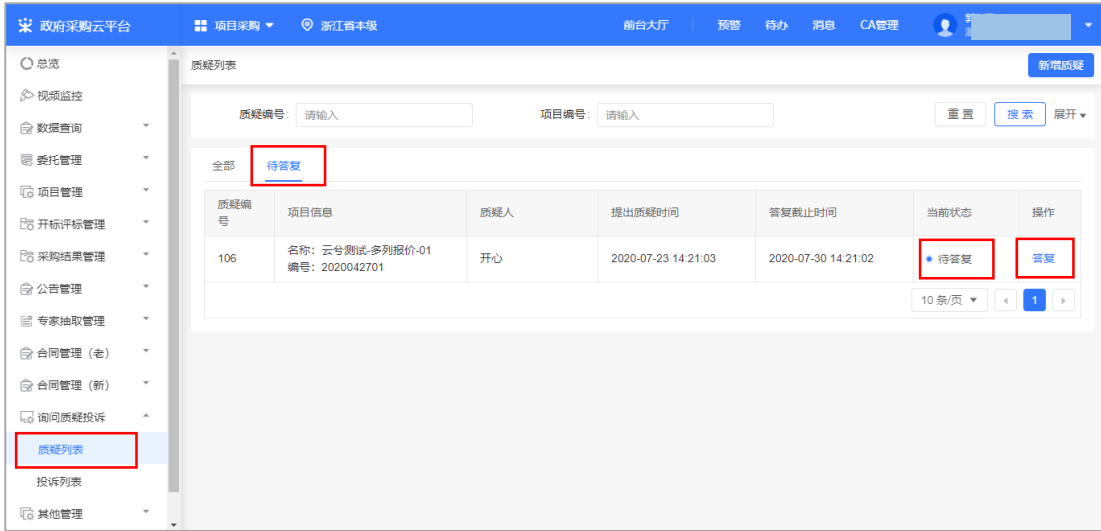 政府采购云平台
项目采购
浙江省本级
前台大厅
预警
待办
消息
CA管理
总览
视频监控
数据查询
委托管理
项目管理
开标评标管理
采购结果管理
公告管理
专家抽取管理
合同管理（老）
合同管理（新）
询问质疑投诉
质疑列表
投诉列表
其他管理
质疑列表
新增质疑
质疑编号: 请输入
项目编号: 请输入
重置
搜索
展开
全部
待答复
质疑编号
项目信息
质疑人
提出质疑时间
答复截止时间
当前状态
操作
106
名称：云兮测试-多列报价-01
编号：2020042701
开心
2020-07-23 14:21:03
2020-07-30 14:21:02
待答复
答复
10 条/页
1